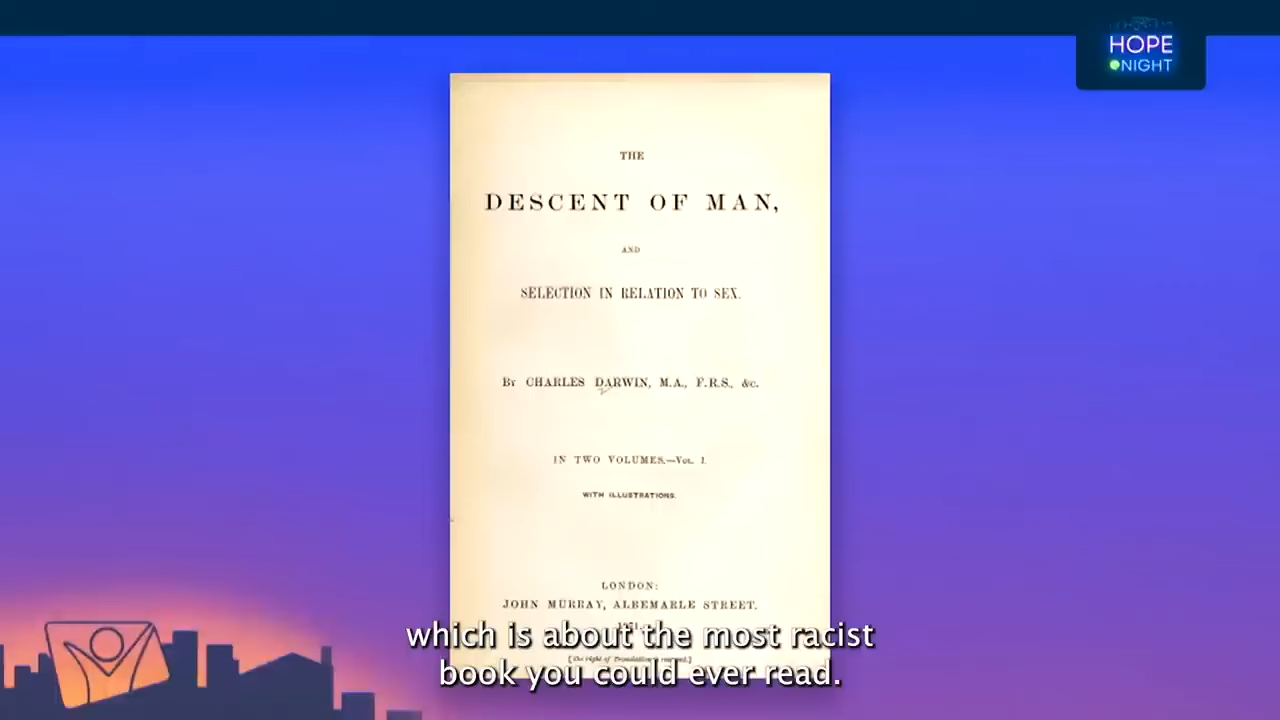 HOPE
NIGHT
THE
DESCENT OF MAN,
AND
SELECTION IN RELATION TO SEX.
By CHARLES DARWIN, M.A., F.R.S., &c.
IN TWO VOLUMES.—Vol. I.
WITH ILLUSTRATIONS.
LONDON:
JOHN MURRAY, ALBEMARLE STREET.
which is about the most racist
book you could ever read.